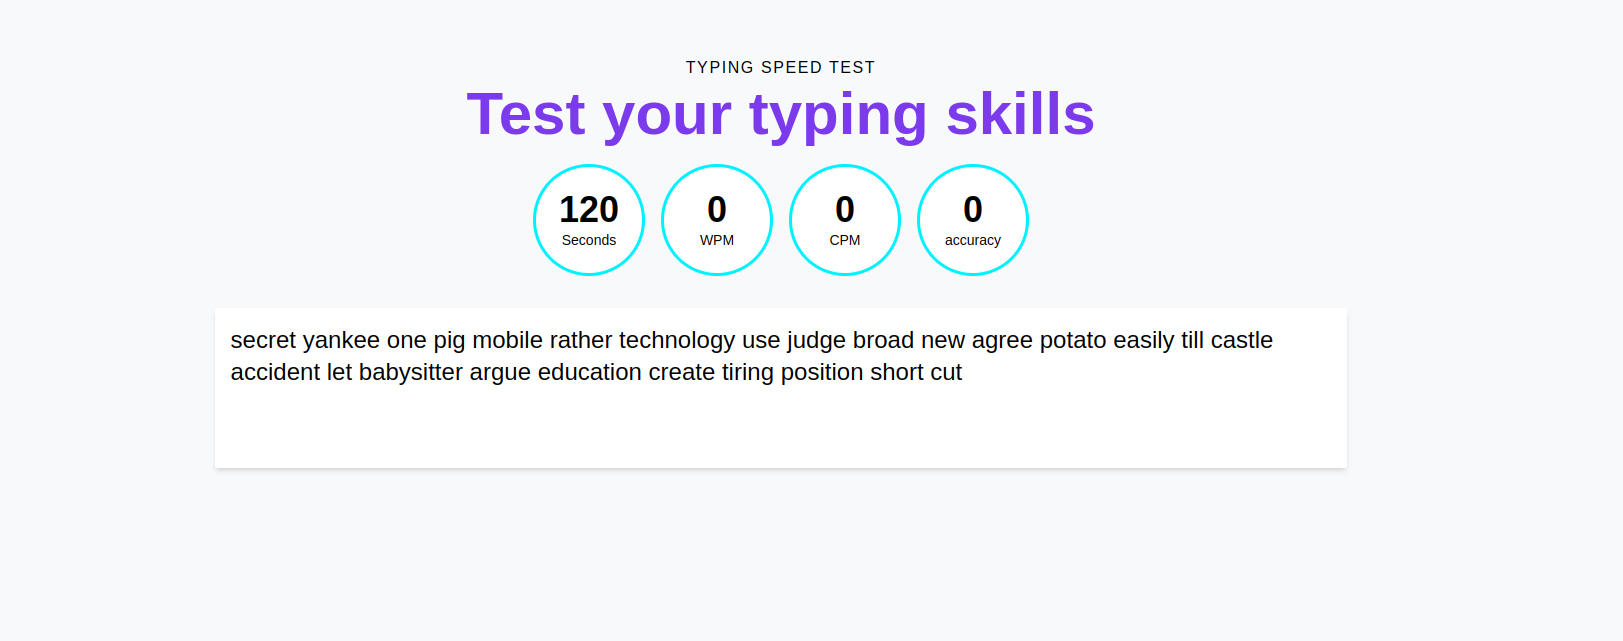 TYPING SPEED TEST
Test your typing skills
120
Seconds
0
WPM
0
CPM
0
accuracy
secret yankee one pig mobile rather technology use judge broad new agree potato easily till castle
accident let babysitter argue education create tiring position short cut